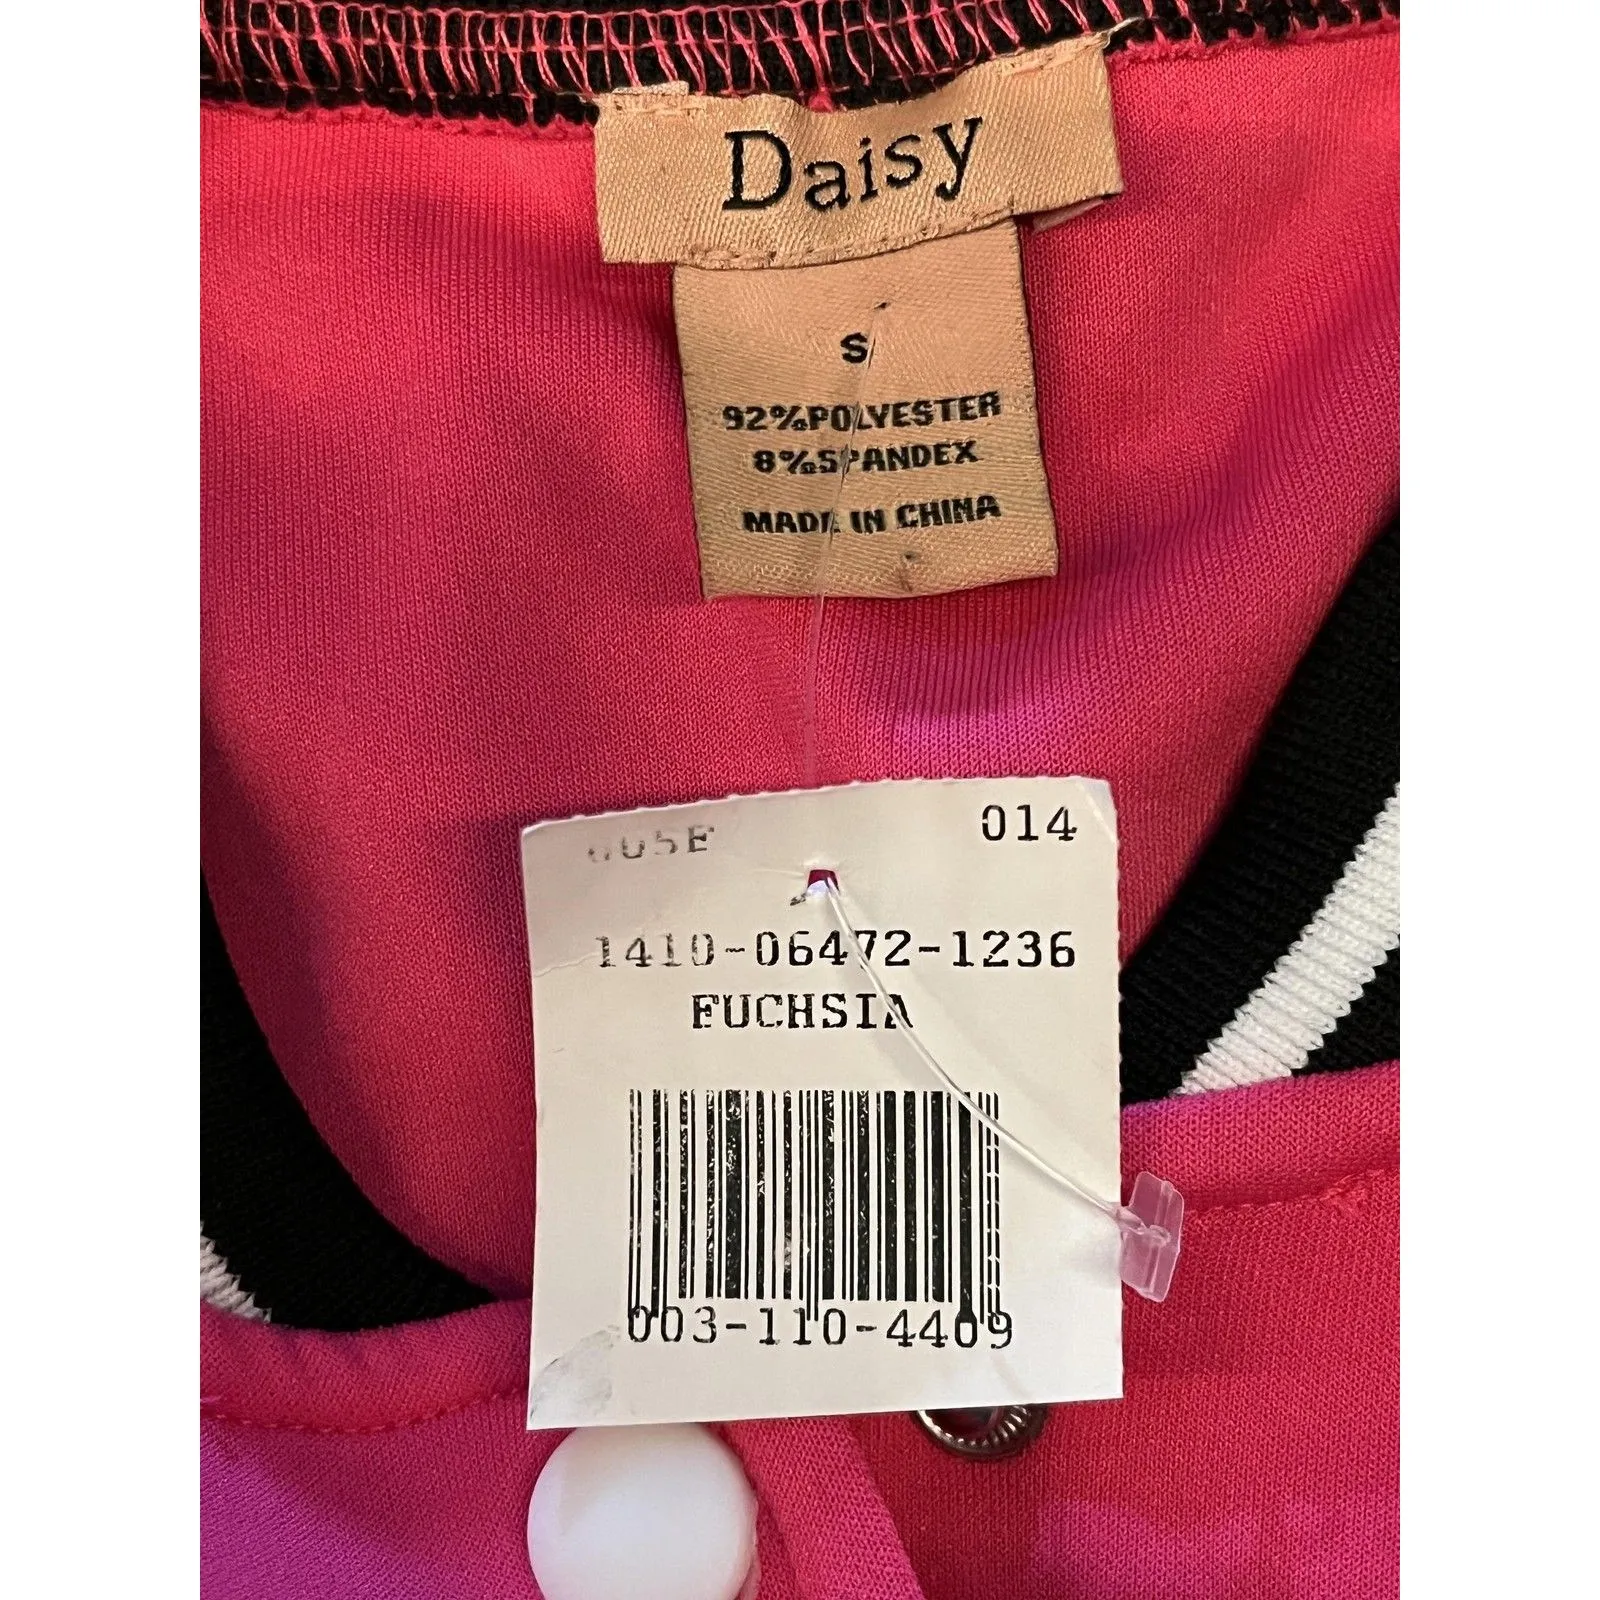 Daisy
S
92%POLYESTER
8%SPANDEX
MADE IN CHINA
014
1410-06472-1236
FUCHSIA
003-110-4409